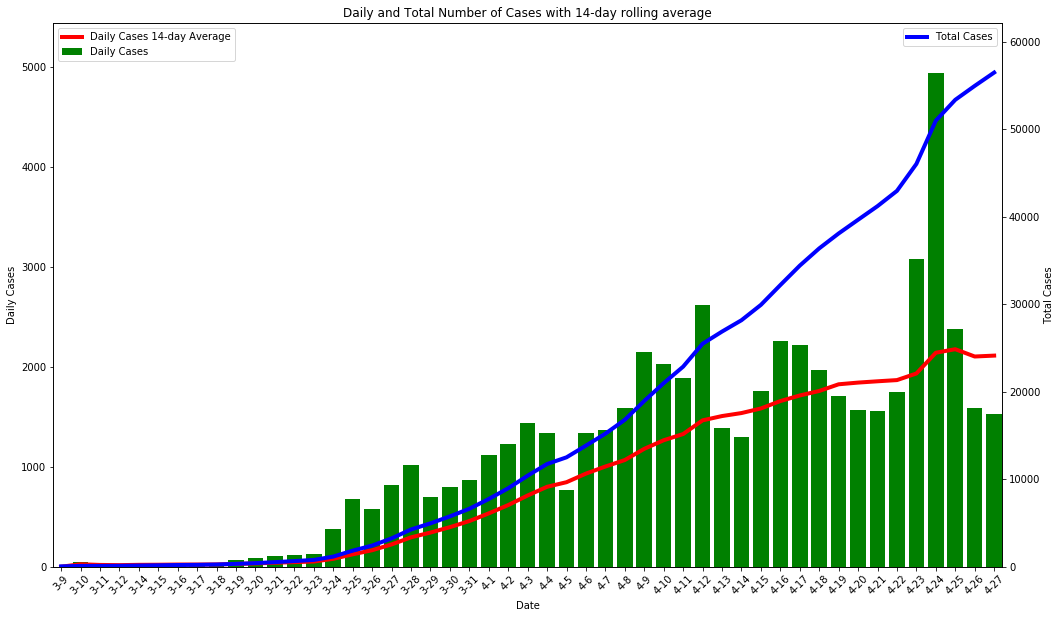 Daily and Total Number of Cases with 14-day rolling average
Daily Cases 14-day Average
Daily Cases
Total Cases
5000
4000
3000
2000
1000
0
Daily Cases
60000
50000
40000
30000
20000
10000
0
Total Cases
3-9 3-10 3-11 3-12 3-14 3-15 3-16 3-17 3-18 3-19 3-20 3-21 3-22 3-23 3-24 3-25 3-26 3-27 3-28 3-29 3-30 3-31 4-1 4-2 4-3 4-4 4-5 4-6 4-7 4-8 4-9 4-10 4-11 4-12 4-13 4-14 4-15 4-16 4-17 4-18 4-19 4-20 4-21 4-22 4-23 4-24 4-25 4-26 4-27
Date